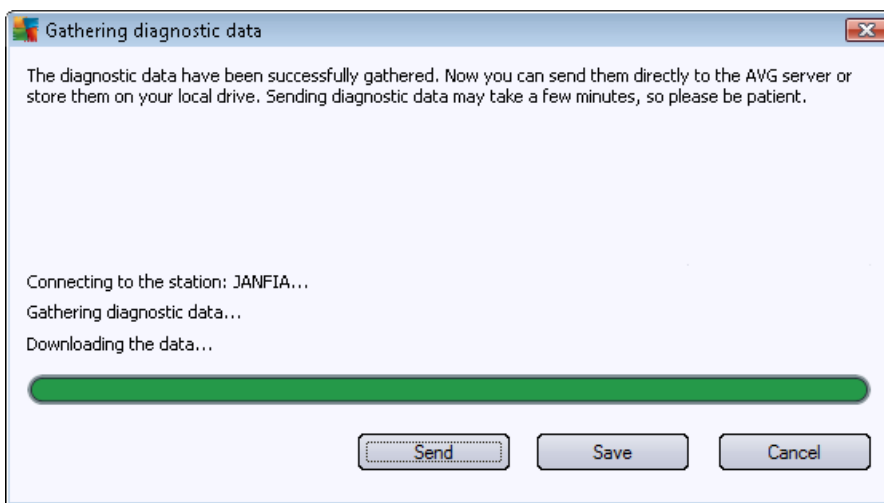 Gathering diagnostic data
The diagnostic data have been successfully gathered. Now you can send them directly to the AVG server or
store them on your local drive. Sending diagnostic data may take a few minutes, so please be patient.
Connecting to the station: JANFIA...
Gathering diagnostic data...
Downloading the data...
Send Save Cancel